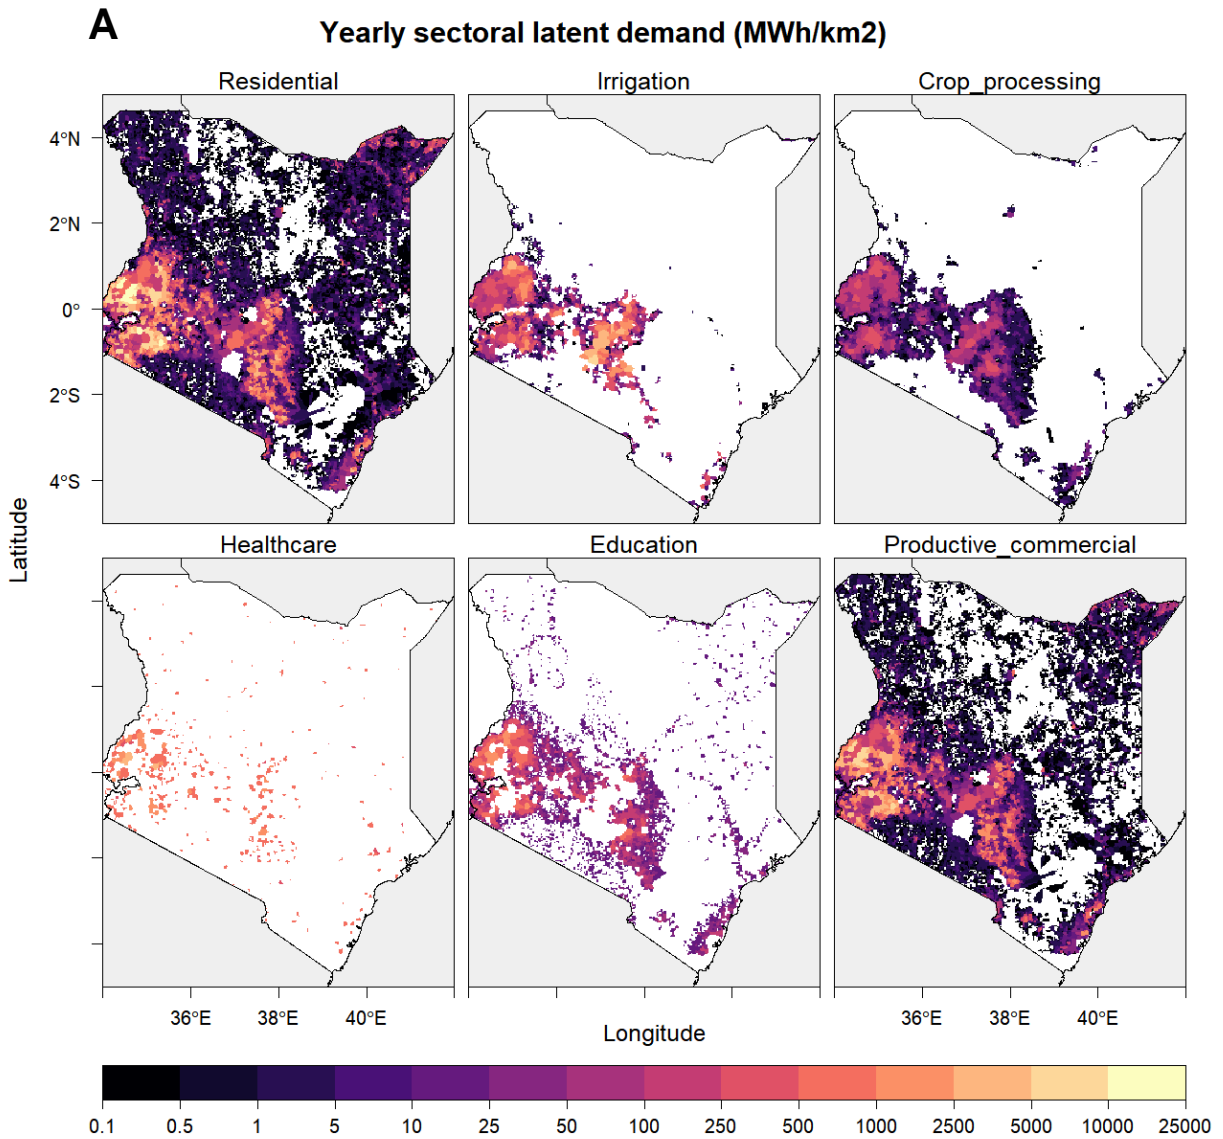 A
Yearly sectoral latent demand (MWh/km2)
Residential Irrigation Crop_processing
4°N
2°N
0°
2°S
4°S
Latitude
Healthcare Education Productive_commercial
36°E 38°E 40°E 36°E 38°E 40°E
Longitude
0.1 0.5 1 5 10 25 50 100 250 500 1000 2500 5000 10000 25000